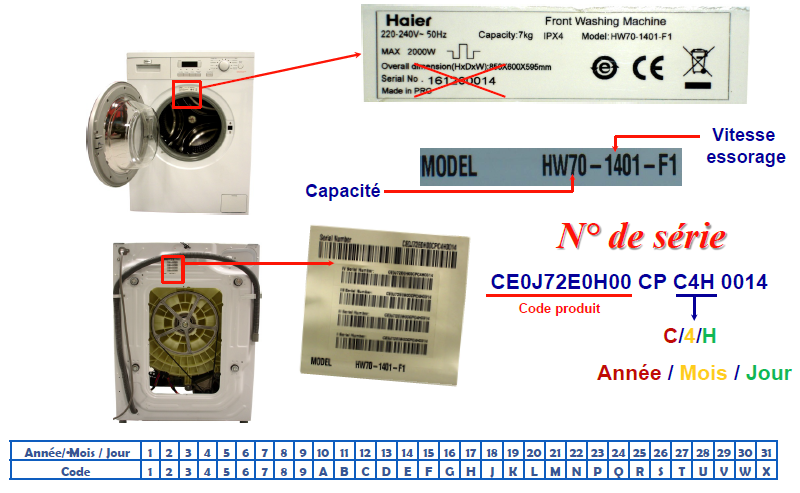 Haier Front Washing Machine
220-240V~ 50Hz Capacity:7kg IPX4 Model:HW70-1401-F1
MAX 2000W
Overall dimension(HxDxW):850X600X595mm
Serial No. 161200014
Made in PRC
Vitesse essorage
MODEL HW70-1401-F1
Capacité
N° de série
CE0J72E0H00 CP C4H 0014
Code produit
C/4/H
Année / Mois / Jour
Serial Number CE0J72E0H00CPC4H0014
MODEL HW70-1401-F1
Année/•Mois / Jour 1 2 3 4 5 6 7 8 9 10 11 12 13 14 15 16 17 18 19 20 21 22 23 24 25 26 27 28 29 30 31
Code 1 2 3 4 5 6 7 8 9 A B C D E F G H J K L M N P Q R S T U V W X